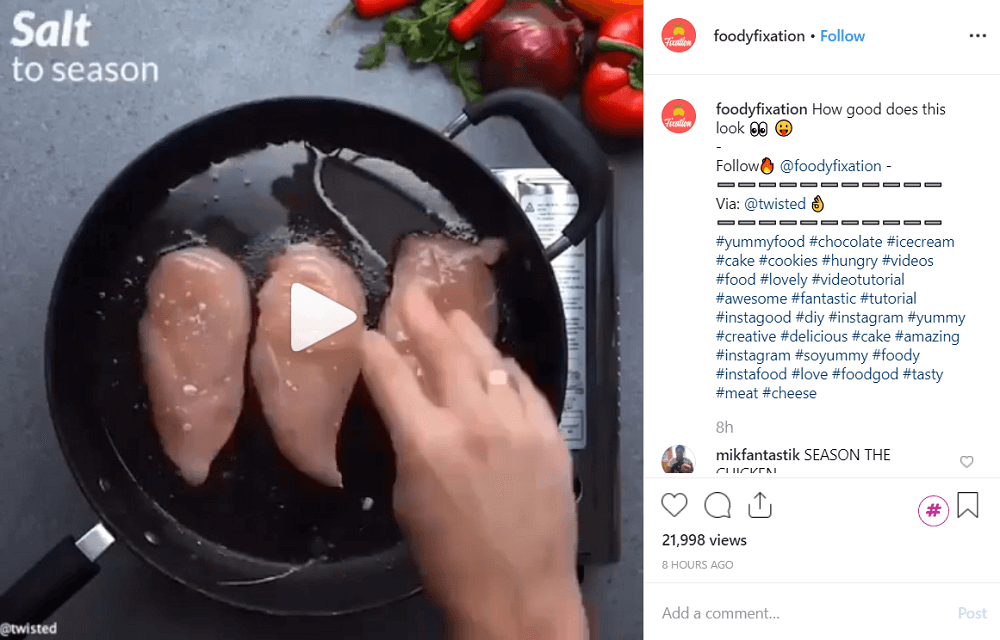 Salt
to season
@twisted
foodyfixation • Follow
foodyfixation How good does this
look 👀 😛
-
Follow🔥 @foodyfixation -
➖➖➖➖➖➖➖➖➖➖➖
Via: @twisted 👌
➖➖➖➖➖➖➖➖➖➖➖
#yummyfood #chocolate #icecream
#cake #cookies #hungry #videos
#food #lovely #videotutorial
#awesome #fantastic #tutorial
#instagood #diy #instagram #yummy
#creative #delicious #cake #amazing
#instagram #soyummy #foody
#instafood #love #foodgod #tasty
#meat #cheese
8h
mikfantastik SEASON THE
CHICKEN
#
21,998 views
8 HOURS AGO
Add a comment...
Post